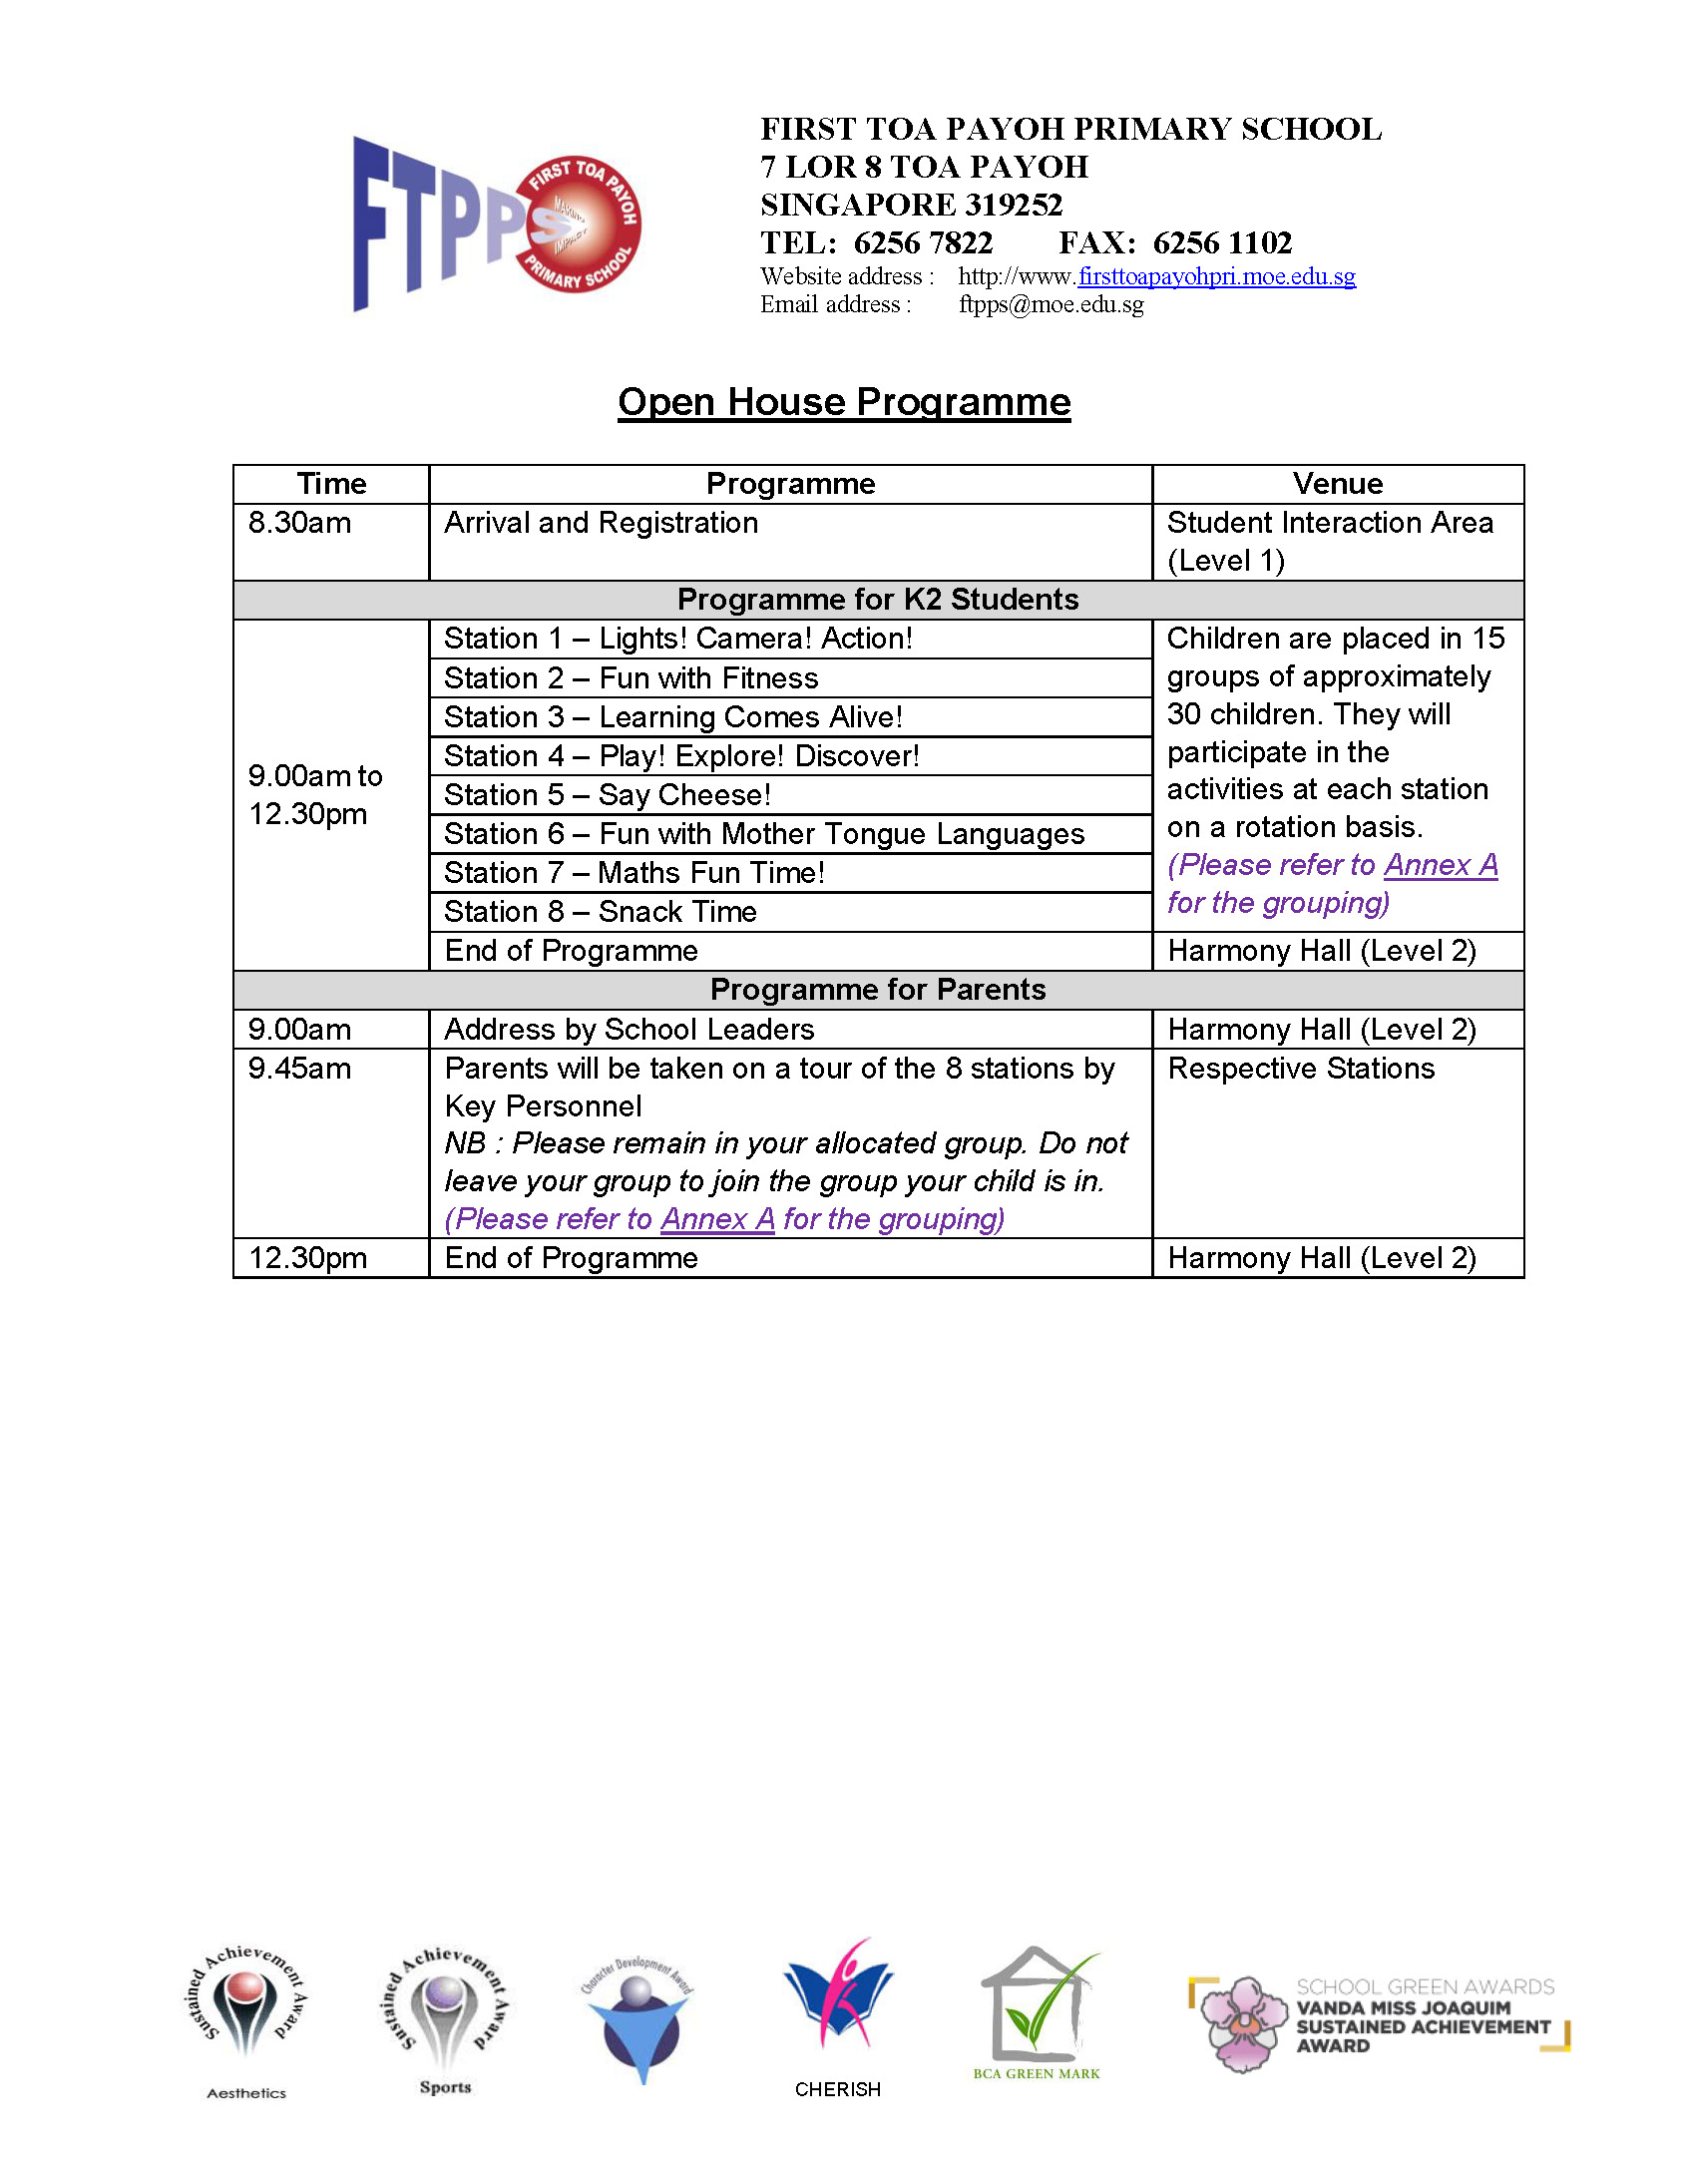 FTPPS
FIRST TOA PAYOH
MAKING
IMPACT
PRIMARY SCHOOL
FIRST TOA PAYOH PRIMARY SCHOOL
7 LOR 8 TOA PAYOH
SINGAPORE 319252
TEL: 6256 7822 FAX: 6256 1102
Website address : http://www.firsttoapayohpri.moe.edu.sg
Email address : ftpps@moe.edu.sg
Open House Programme
Time Programme Venue
8.30am Arrival and Registration Student Interaction Area
(Level 1)
Programme for K2 Students
9.00am to
12.30pm
Station 1 – Lights! Camera! Action!
Station 2 – Fun with Fitness
Station 3 – Learning Comes Alive!
Station 4 – Play! Explore! Discover!
Station 5 – Say Cheese!
Station 6 – Fun with Mother Tongue Languages
Station 7 – Maths Fun Time!
Station 8 – Snack Time
Children are placed in 15
groups of approximately
30 children. They will
participate in the
activities at each station
on a rotation basis.
(Please refer to Annex A
for the grouping)
End of Programme Harmony Hall (Level 2)
Programme for Parents
9.00am Address by School Leaders Harmony Hall (Level 2)
9.45am Parents will be taken on a tour of the 8 stations by Respective Stations
Key Personnel
NB : Please remain in your allocated group. Do not
leave your group to join the group your child is in.
(Please refer to Annex A for the grouping)
12.30pm End of Programme Harmony Hall (Level 2)
Sustained Achievement Award
Aesthetics
Sustained Achievement Award
Sports
Character Development Award
CHERISH
BCA GREEN MARK
SCHOOL GREEN AWARDS
VANDA MISS JOAQUIM
SUSTAINED ACHIEVEMENT
AWARD